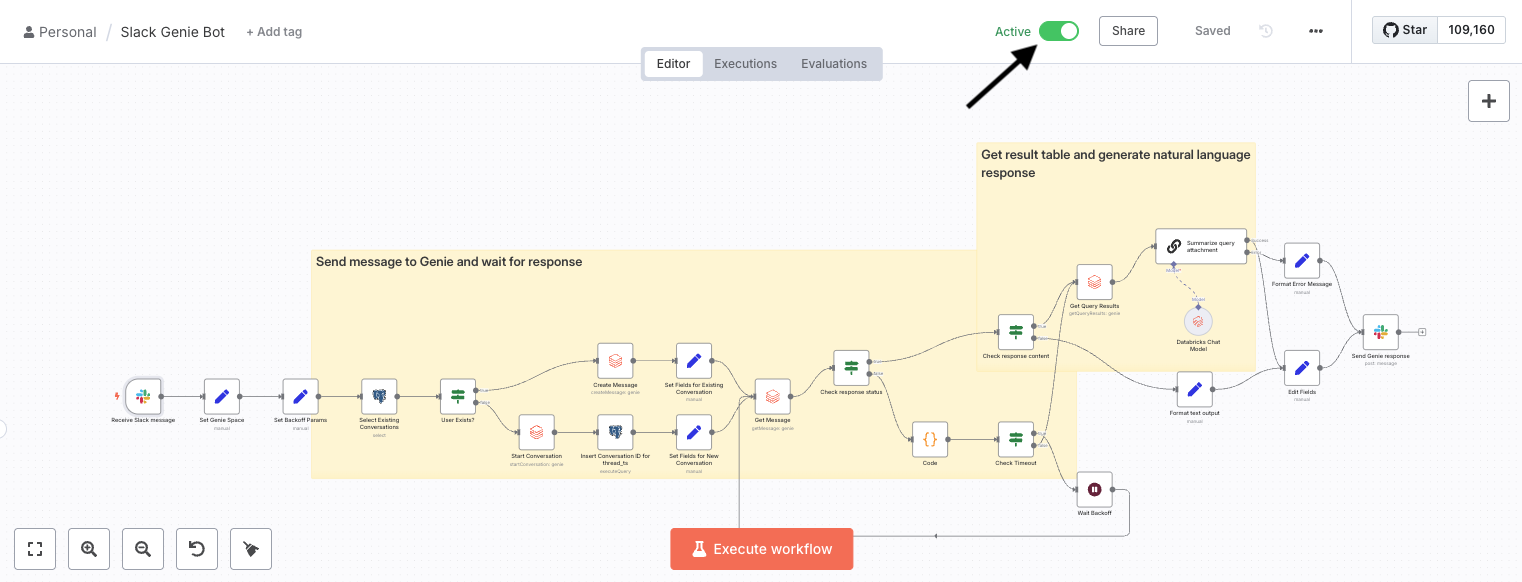 Personal / Slack Genie Bot + Add tag
Active Share Saved Star 109,160
Editor Executions Evaluations
Get result table and generate natural language
response
Send message to Genie and wait for response
Receive Slack message
Set Genie Space
manual
Set Backoff Params
manual
Select Existing
Conversations
select
User Exists?
true
false
Create Message
createMessage: genie
Set Fields for Existing
Conversation
manual
Start Conversation
startConversation: genie
Insert Conversation ID for
thread_ts
executeQuery
Set Fields for New
Conversation
manual
Get Message
getMessage: genie
Check response status
true
false
Code
Check Timeout
true
false
Wait Backoff
Check response content
true
false
Get Query Results
getQueryResults: genie
Summarize query
attachment
Success
Model*
Model
Databricks Chat
Model
Format text output
manual
Format Error Message
manual
Edit Fields
manual
Send Genie response
post: message
Execute workflow